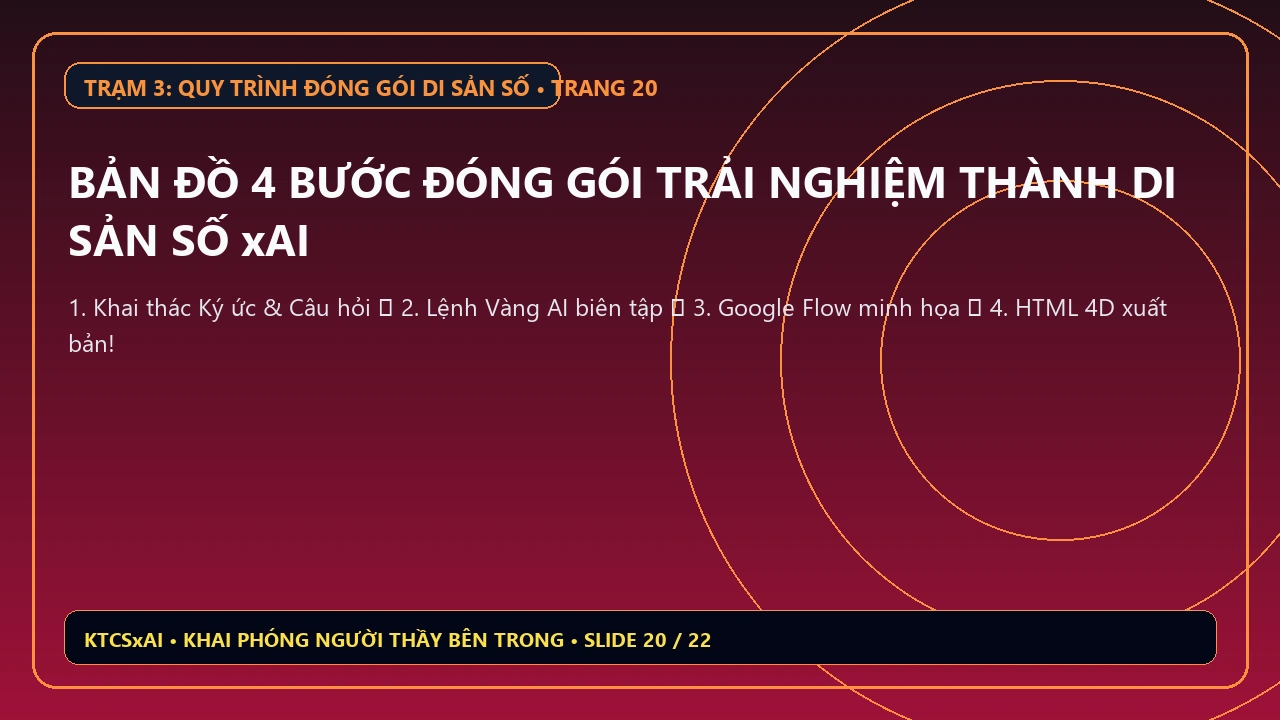 TRẠM 3: QUY TRÌNH ĐÓNG GÓI DI SẢN SỐ • TRANG 20
BẢN ĐỒ 4 BƯỚC ĐÓNG GÓI TRẢI NGHIỆM THÀNH DI
SẢN SỐ xAI
1. Khai thác Ký ức & Câu hỏi 􏿮 2. Lệnh Vàng AI biên tập 􏿮 3. Google Flow minh họa 􏿮 4. HTML 4D xuất
bản!
KTCSxAI • KHAI PHÓNG NGƯỜI THẦY BÊN TRONG • SLIDE 20 / 22